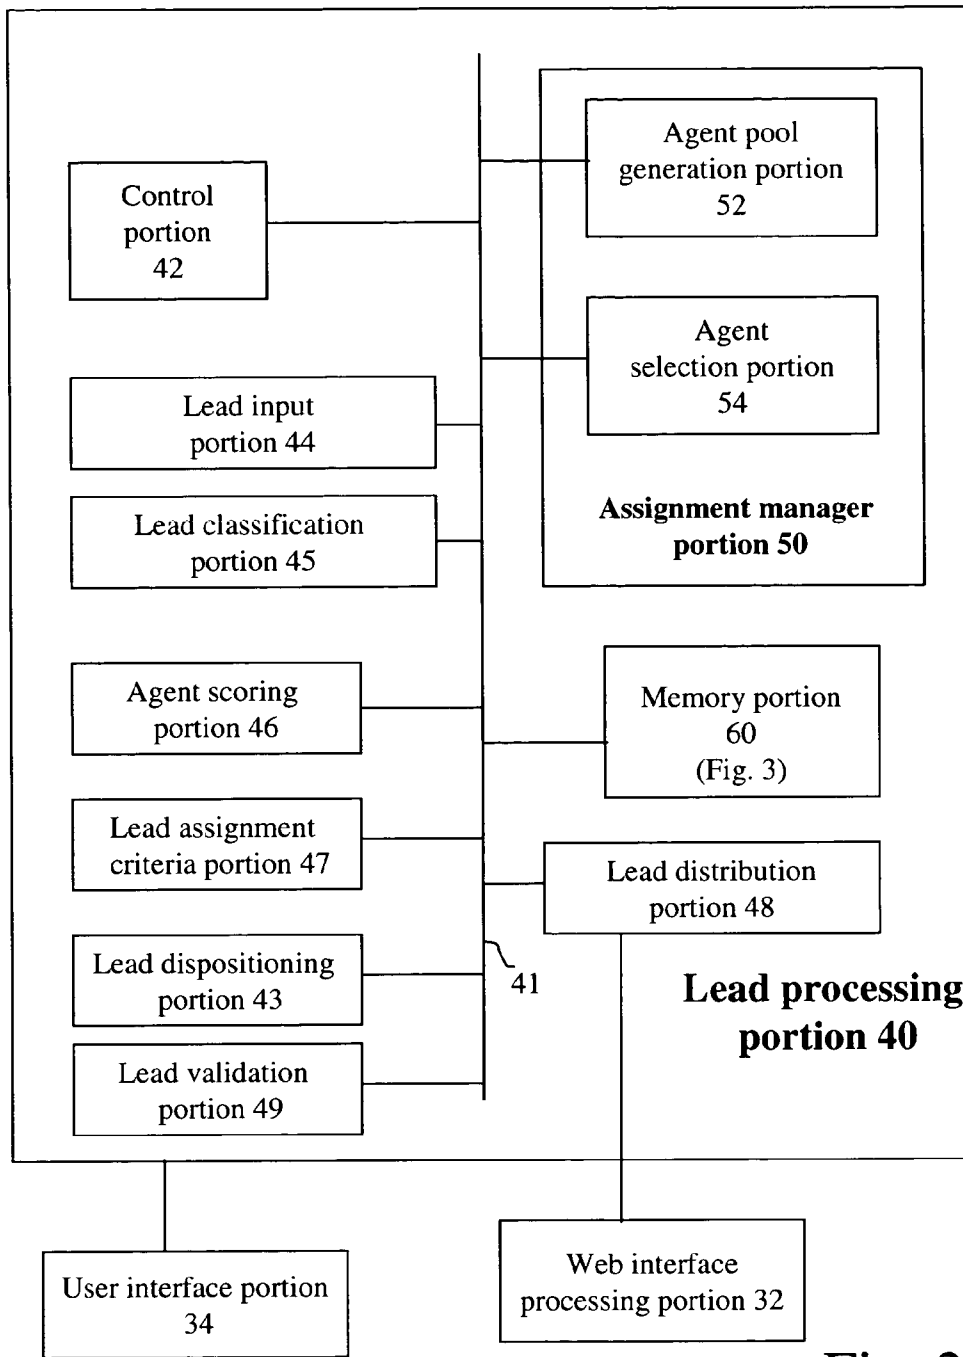 Control
portion
42
Agent pool
generation portion
52
Agent
selection portion
54
Assignment manager
portion 50
Lead input
portion 44
Lead classification
portion 45
Agent scoring
portion 46
Memory portion
60
(Fig. 3)
Lead assignment
criteria portion 47
Lead distribution
portion 48
Lead dispositioning
portion 43
41
Lead processing
portion 40
Lead validation
portion 49
User interface portion
34
Web interface
processing portion 32